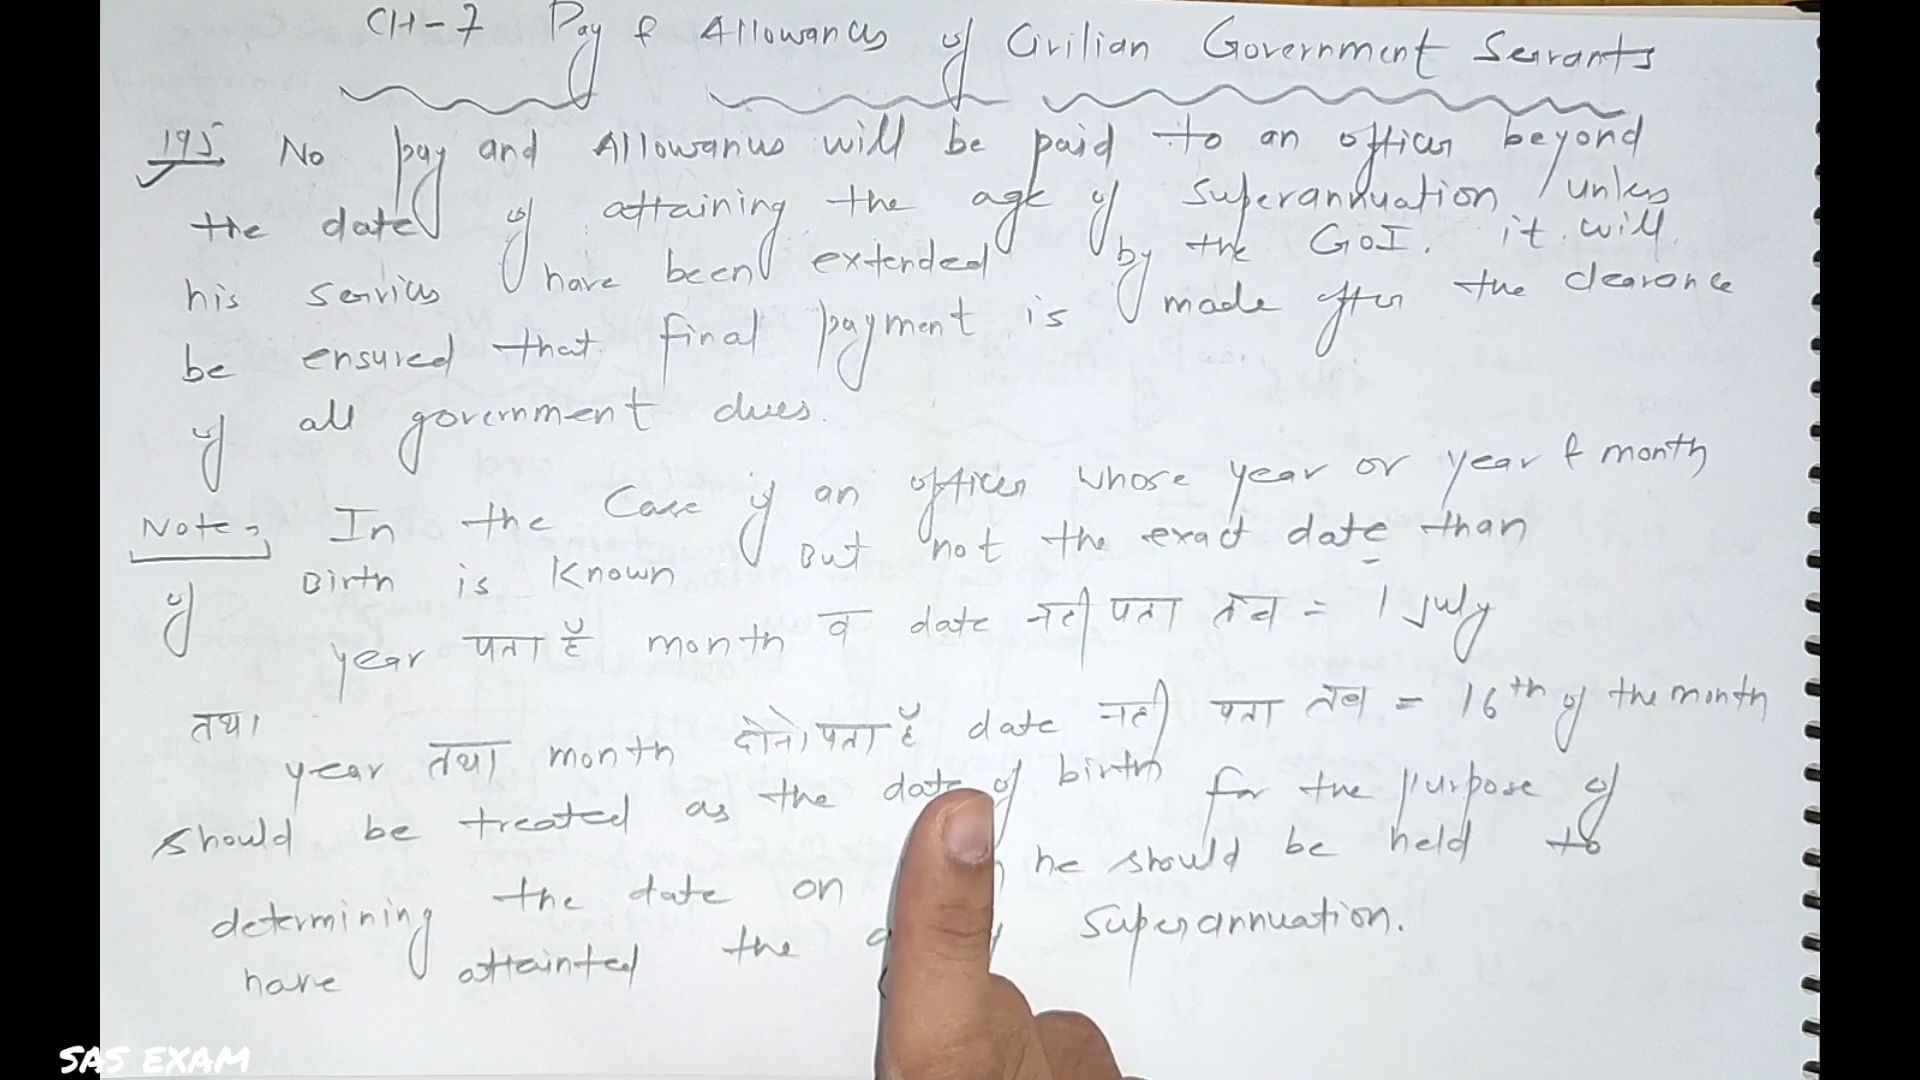 CH-7 Pay & Allowances of Civilian Government Servants
195 No pay and Allowances will be paid to an officer beyond
the date of attaining the age of superannuation / unless
his services have been extended by the GoI. it will
be ensured that final payment is made after the clearance
of all government dues.
Note, In the Case of an officer whose year or year & month
of Birth is known But not the exact date than
year पता है month व date नही पता तब = 1 July
तथा
year तथा month दोनो पता है date नही पता तब = 16th of the month
should be treated as the date of birth for the purpose of
determining the date on he should be held to
have attainted the superannuation.
SAS EXAM